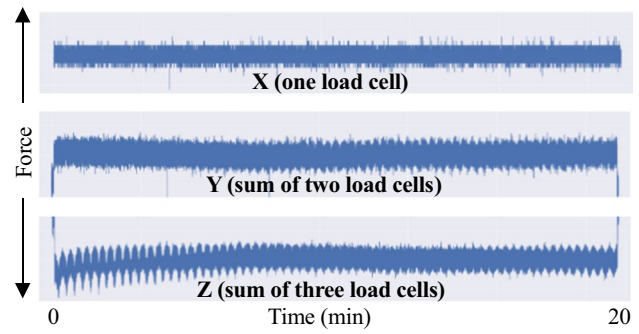 Force
X (one load cell)
Y (sum of two load cells)
Z (sum of three load cells)
0 Time (min) 20